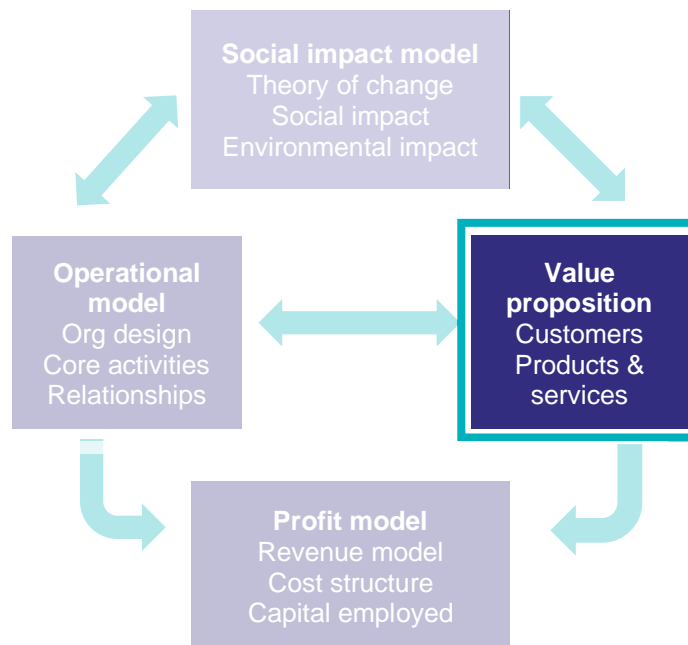 Social impact model
Theory of change
Social impact
Environmental impact
Operational
model
Org design
Core activities
Relationships
Value
proposition
Customers
Products &
services
Profit model
Revenue model
Cost structure
Capital employed